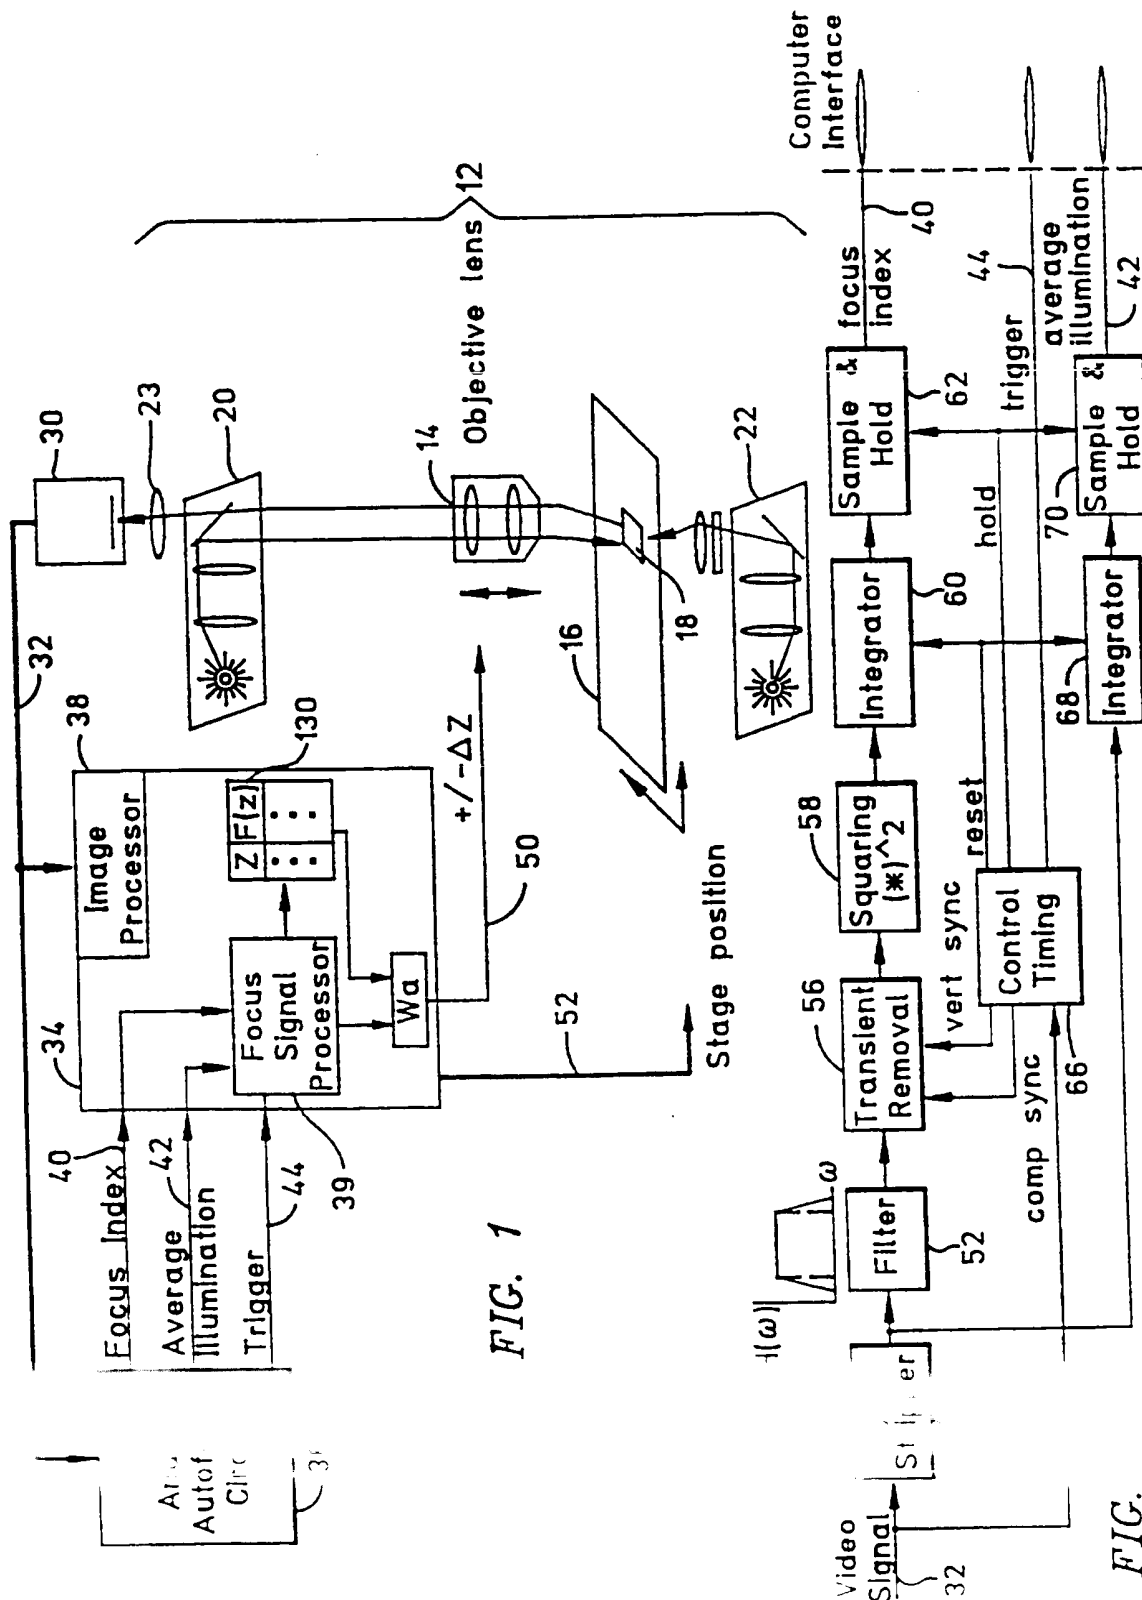 30
23
20
32
38
Image
Processor
130
Z
F(z)
34
Focus
Signal
Processor
Wa
39
40
Focus Index
42
Average
Illumination
44
Trigger
14
Objective lens
12
+/-ΔZ
50
52
16
18
22
Stage position
FIG. 1
Video
Signal
32
Filter
52
ω
56
Transient
Removal
58
Squaring
(*)^2
Integrator
60
Sample &
Hold
62
focus
index
40
Computer
Interface
vert sync
comp sync
Control
Timing
66
reset
hold
trigger
44
68
Integrator
70
Sample &
Hold
average
illumination
42
FIG.